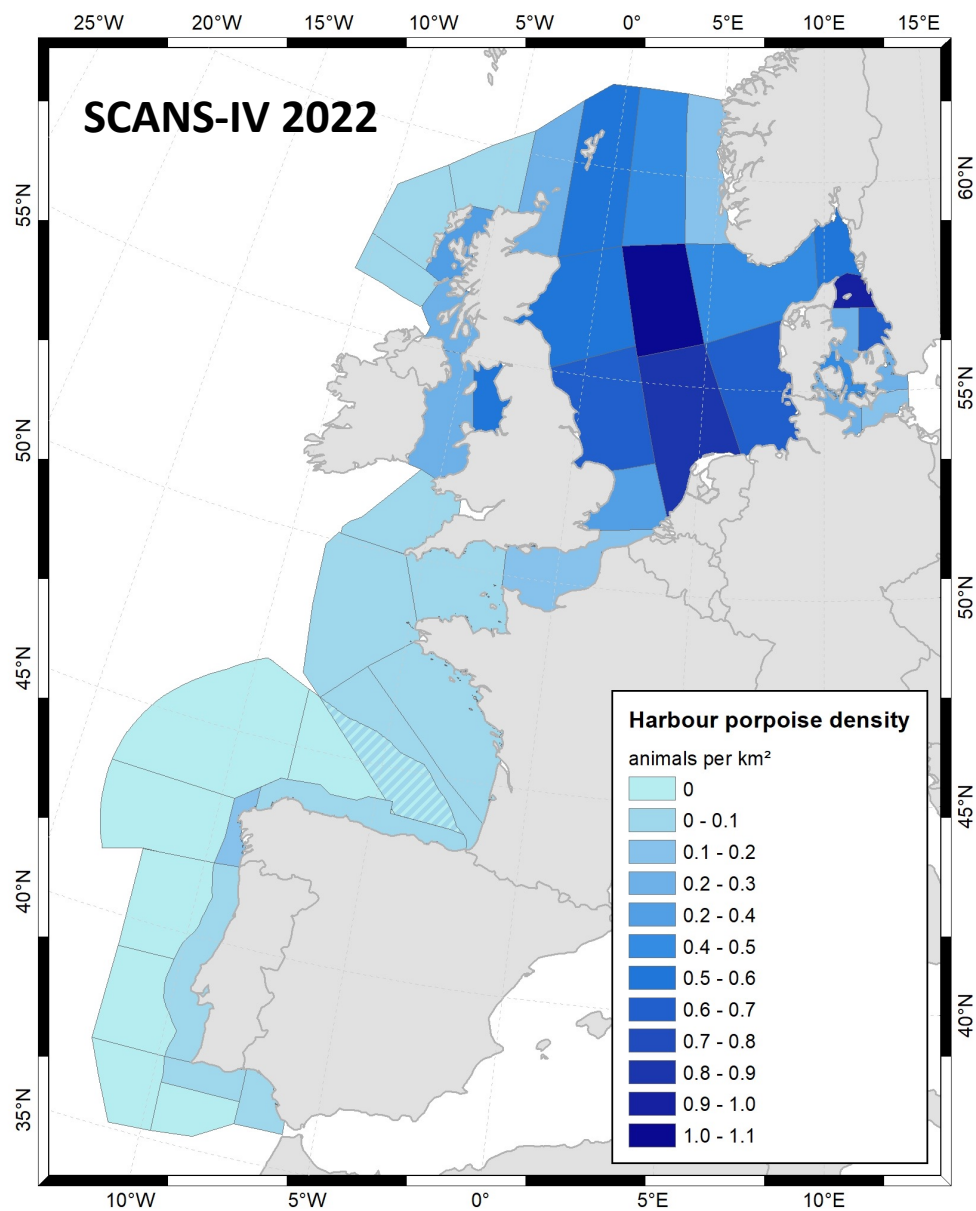 25°W 20°W 15°W 10°W 5°W 0° 5°E 10°E 15°E
SCANS-IV 2022
55°N
50°N
45°N
40°N
35°N
60°N
55°N
50°N
45°N
40°N
Harbour porpoise density
animals per km²
0
0 - 0.1
0.1 - 0.2
0.2 - 0.3
0.2 - 0.4
0.4 - 0.5
0.5 - 0.6
0.6 - 0.7
0.7 - 0.8
0.8 - 0.9
0.9 - 1.0
1.0 - 1.1
10°W 5°W 0° 5°E 10°E